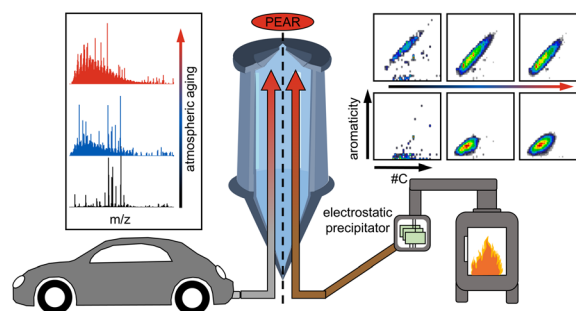 PEAR
atmospheric aging
m/z
aromaticity
#C
electrostatic
precipitator